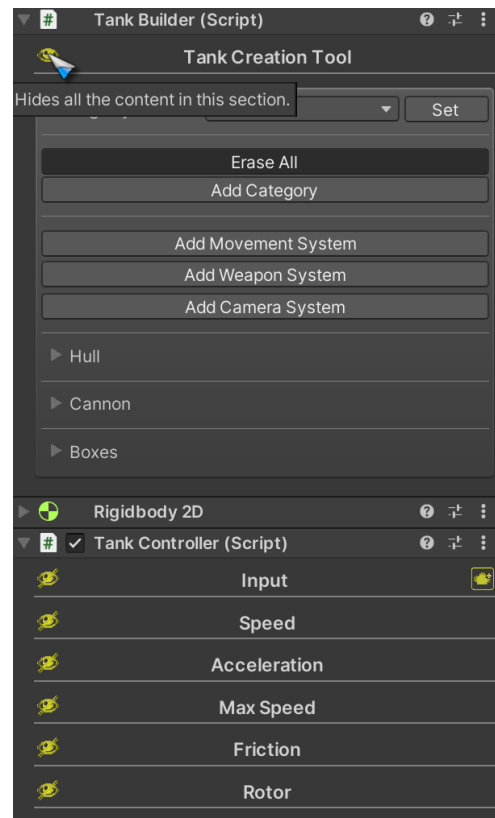 Tank Builder (Script)
Tank Creation Tool
Hides all the content in this section.
Set
Erase All
Add Category
Add Movement System
Add Weapon System
Add Camera System
Hull
Cannon
Boxes
Rigidbody 2D
# Tank Controller (Script)
Input
Speed
Acceleration
Max Speed
Friction
Rotor